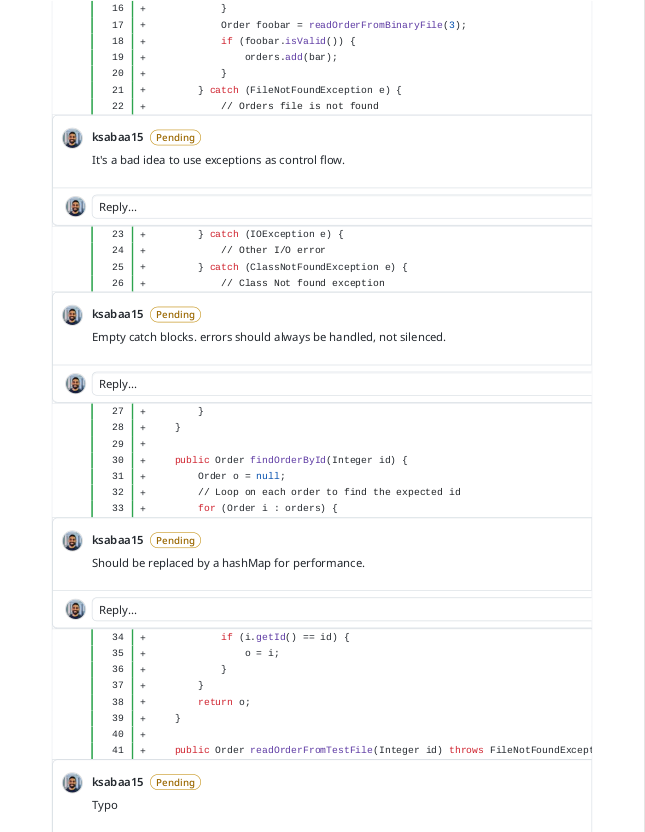 16 + }
17 + Order foobar = readOrderFromBinaryFile(3);
18 + if (foobar.isValid()) {
19 + orders.add(bar);
20 + }
21 + } catch (FileNotFoundException e) {
22 + // Orders file is not found
ksabaa15 Pending
It's a bad idea to use exceptions as control flow.
Reply...
23 + } catch (IOException e) {
24 + // Other I/O error
25 + } catch (ClassNotFoundException e) {
26 + // Class Not found exception
ksabaa15 Pending
Empty catch blocks. errors should always be handled, not silenced.
Reply...
27 + }
28 + }
29 +
30 + public Order findOrderById(Integer id) {
31 + Order o = null;
32 + // Loop on each order to find the expected id
33 + for (Order i : orders) {
ksabaa15 Pending
Should be replaced by a hashMap for performance.
Reply...
34 + if (i.getId() == id) {
35 + o = i;
36 + }
37 + }
38 + return o;
39 + }
40 +
41 + public Order readOrderFromTestFile(Integer id) throws FileNotFoundExcept
ksabaa15 Pending
Typo